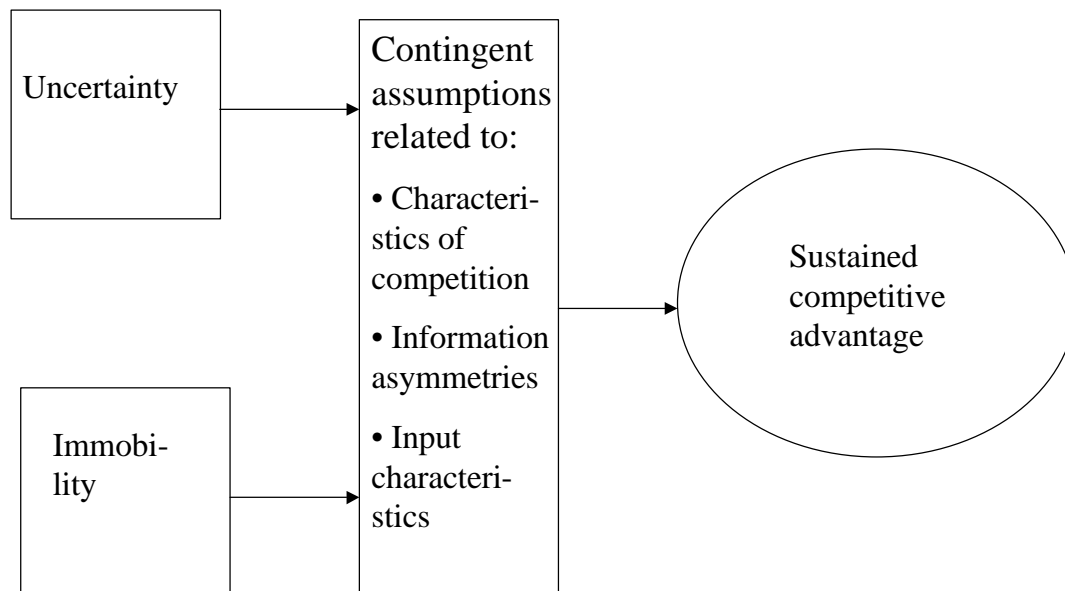 Uncertainty
Immobi-
lity
Contingent
assumptions
related to:
• Characteri-
stics of
competition
• Information
asymmetries
• Input
characteri-
stics
Sustained
competitive
advantage